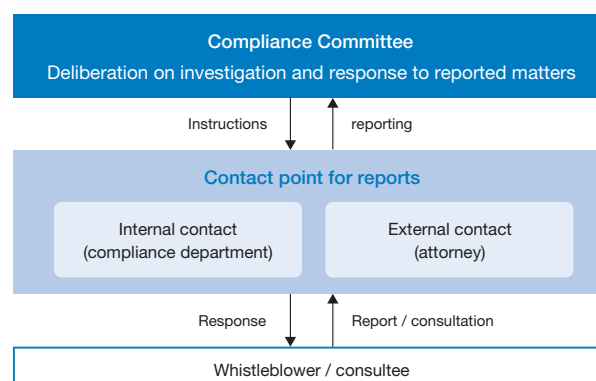 Compliance Committee
Deliberation on investigation and response to reported matters
Instructions
reporting
Contact point for reports
Internal contact
(compliance department)
External contact
(attorney)
Response
Report / consultation
Whistleblower / consultee